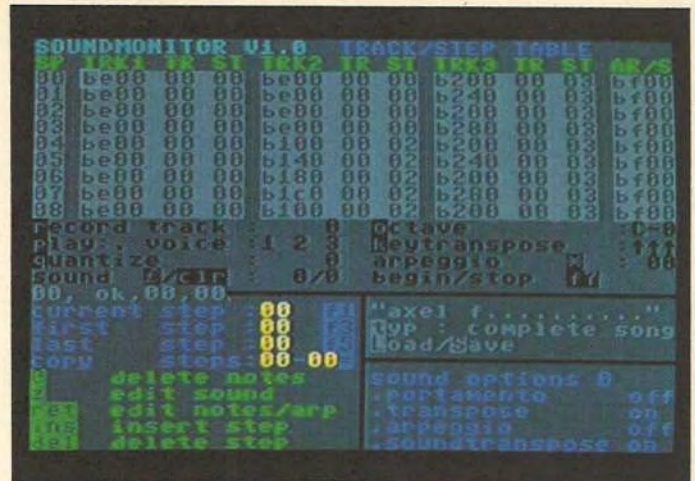 SOUNDMONITOR V1.0 TRACK/STEP TABLE
SP TRK1 TR ST TRK2 TR ST TRK3 TR ST AR/S
00 be00 00 00 be00 00 00 b200 00 03 bf00
01 be00 00 00 be00 00 00 b240 00 03 bf00
02 be00 00 00 be00 00 00 00 03 bf00
03 be00 00 00 be00 00 00 00 03 bf00
04 be00 00 00 b100 00 02 b200 00 03 bf00
05 be00 00 00 b140 00 02 b240 00 03 bf00
06 be00 00 00 b180 00 02 00 03 bf00
07 be00 00 00 b1c0 00 02 00 03 bf00
08 be00 00 00 b100 00 02 b200 00 03 bf00
record track : 0 octave :C-0
play:. voice :1 2 3 keytranspose :↑↑↑
quantize : 0 arpeggio : 00
sound /clr : 0/0 begin/stop
00, ok,00,00,
current step :00
first step :00
last step :00
copy steps:00-00
"axel f..........."
typ : complete song
Load/Save
delete notes
edit sound
ret edit notes/arp
ins insert step
del delete step
sound options 0
.portamento off
.transpose on
.arpeggio off
.soundtranspose on